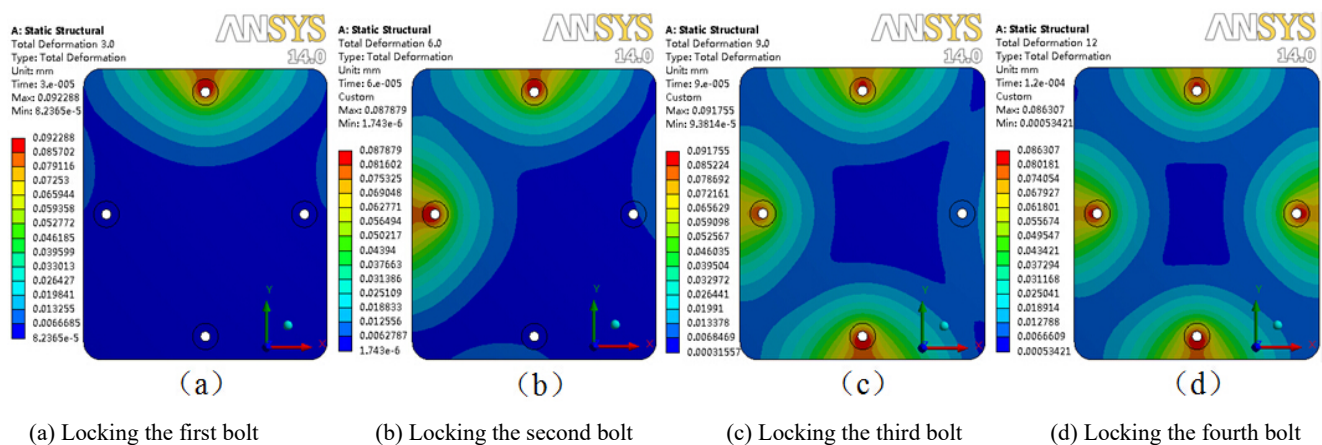 ANSYS
14.0
A: Static Structural
Total Deformation 3.0
Type: Total Deformation
Unit: mm
Time: 3.e-005
Max: 0.092288
Min: 8.2365e-5
0.092288
0.085702
0.079116
0.07253
0.065944
0.059358
0.052772
0.046185
0.039599
0.033013
0.026427
0.019841
0.013255
0.0066685
8.2365e-5
Y
X
(a)
ANSYS
14.0
A: Static Structural
Total Deformation 6.0
Type: Total Deformation
Unit: mm
Time: 6.e-005
Custom
Max: 0.087879
Min: 1.743e-6
0.087879
0.081602
0.075325
0.069048
0.062771
0.056494
0.050217
0.04394
0.037663
0.031386
0.025109
0.018833
0.012556
0.0062787
1.743e-6
Y
X
(b)
ANSYS
14.0
A: Static Structural
Total Deformation 9.0
Type: Total Deformation
Unit: mm
Time: 9.e-005
Custom
Max: 0.091755
Min: 9.3814e-5
0.091755
0.085224
0.078692
0.072161
0.065629
0.059098
0.052567
0.046035
0.039504
0.032972
0.026441
0.01991
0.013378
0.0068469
0.00031557
Y
X
(c)
ANSYS
14.0
A: Static Structural
Total Deformation 12
Type: Total Deformation
Unit: mm
Time: 1.2e-004
Custom
Max: 0.086307
Min: 0.00053421
0.086307
0.080181
0.074054
0.067927
0.061801
0.055674
0.049547
0.043421
0.037294
0.031168
0.025041
0.018914
0.012788
0.0066609
0.00053421
Y
X
(d)
(a) Locking the first bolt
(b) Locking the second bolt
(c) Locking the third bolt
(d) Locking the fourth bolt